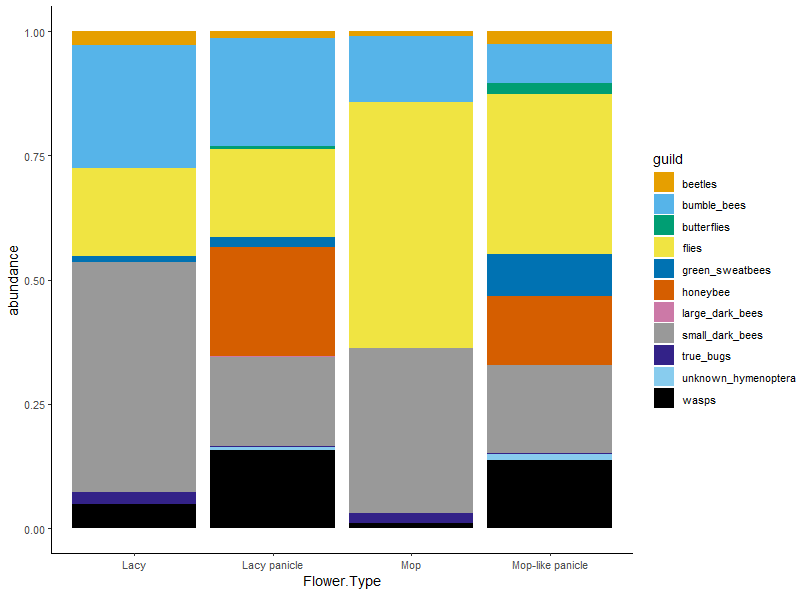 1.00
0.75
0.50
0.25
0.00
abundance
Lacy
Lacy panicle
Mop
Mop-like panicle
Flower.Type
guild
beetles
bumble_bees
butterflies
flies
green_sweatbees
honeybee
large_dark_bees
small_dark_bees
true_bugs
unknown_hymenoptera
wasps